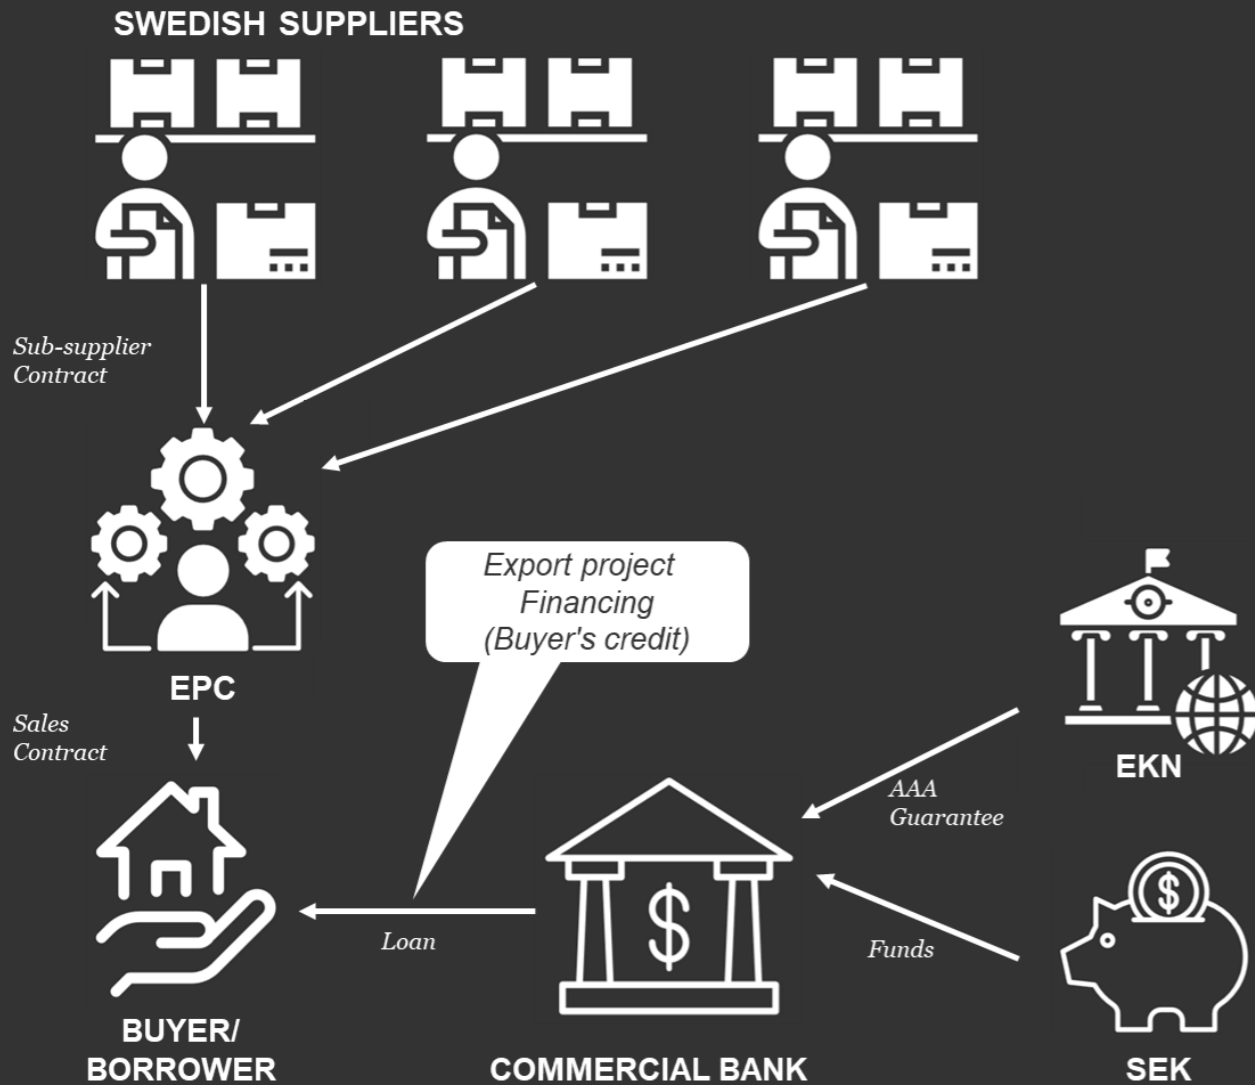 SWEDISH SUPPLIERS
Sub-supplier
Contract
Export project
Financing
(Buyer's credit)
EPC
Sales
Contract
EKN
AAA
Guarantee
Loan
Funds
BUYER/
BORROWER
COMMERCIAL BANK
SEK